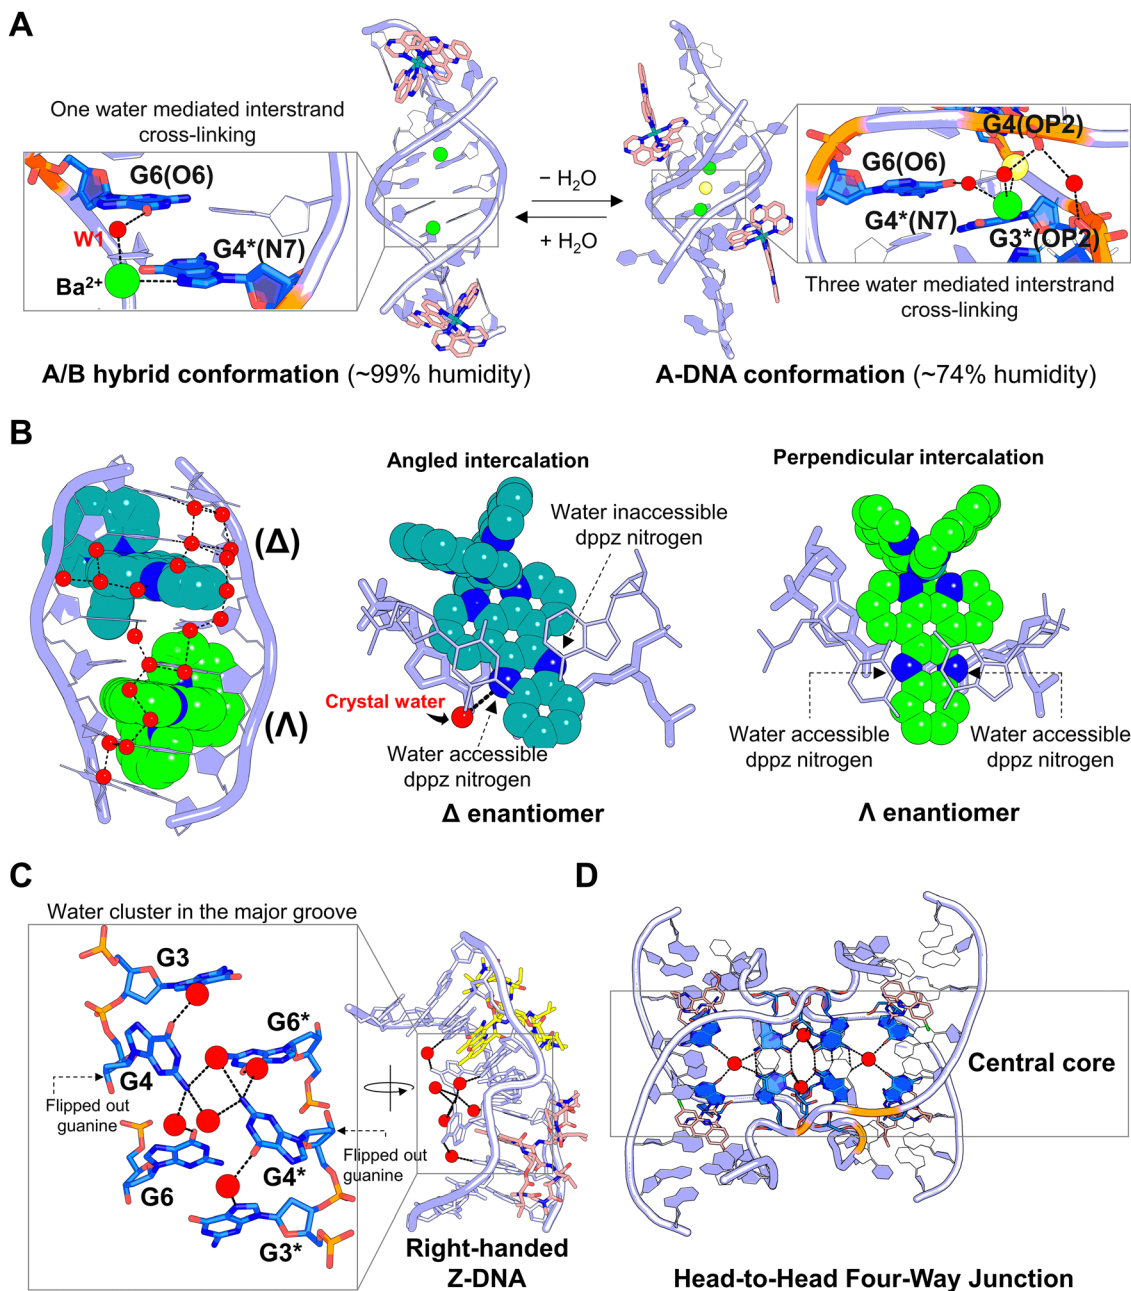 A
One water mediated interstrand
cross-linking
G6(O6)
W1
G4*(N7)
Ba²⁺
– H₂O
+ H₂O
G4(OP2)
G6(O6)
G4*(N7)
G3*(OP2)
Three water mediated interstrand
cross-linking
A/B hybrid conformation (~99% humidity)
A-DNA conformation (~74% humidity)
B
(Δ)
(Λ)
Angled intercalation
Water inaccessible
dppz nitrogen
Crystal water
Water accessible
dppz nitrogen
Δ enantiomer
Perpendicular intercalation
Water accessible
dppz nitrogen
Water accessible
dppz nitrogen
Λ enantiomer
C
Water cluster in the major groove
G3
G6*
G4
Flipped out
guanine
G6
G4*
Flipped out
guanine
G3*
Right-handed
Z-DNA
D
Central core
Head-to-Head Four-Way Junction